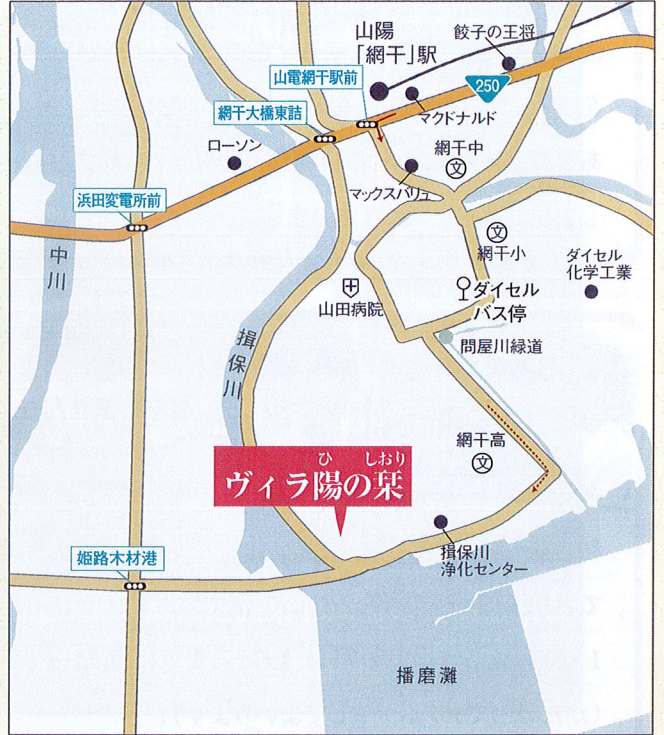 山陽
「網干」駅
餃子の王将
山電網干駅前
250
網干大橋東詰
マクドナルド
ローソン
網干中
文
マックスバリュ
浜田変電所前
文
網干小
中川
ダイセル
化学工業
山田病院
ダイセル
バス停
揖保川
問屋川緑道
網干高
文
ひ しおり
ヴィラ陽の栞
姫路木材港
揖保川
浄化センター
播磨灘